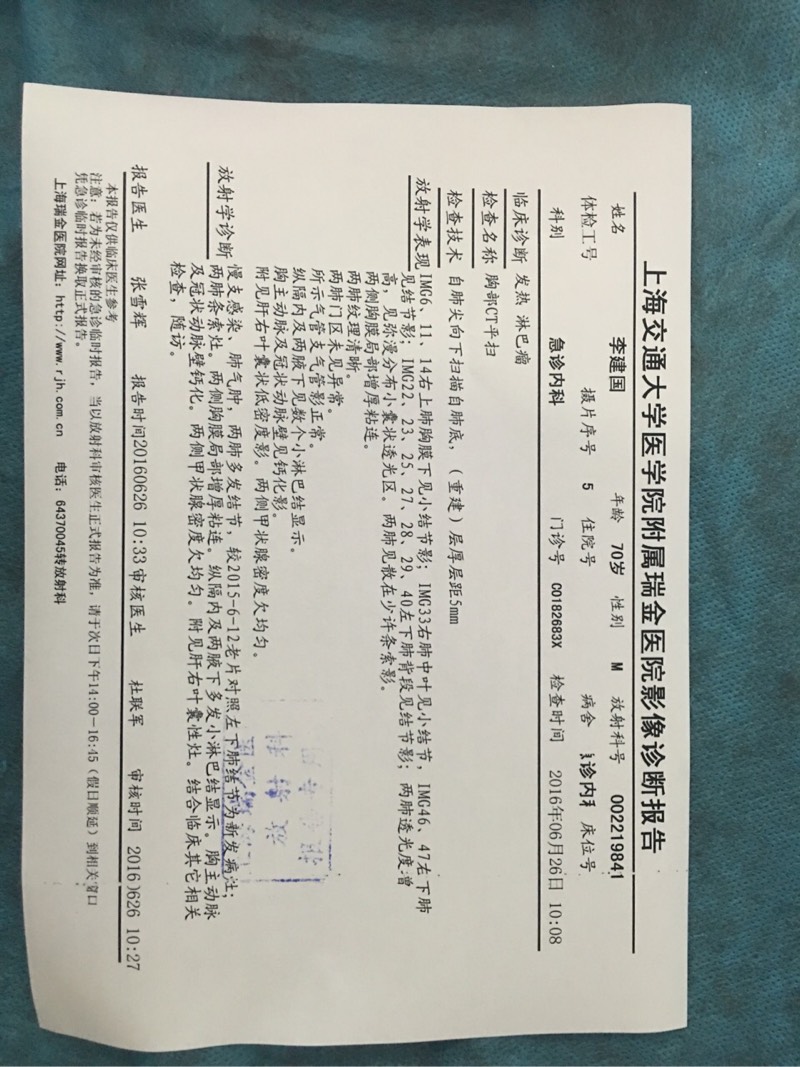 上海交通大学医学院附属瑞金医院影像诊断报告
姓名 李建国 年龄 70岁 性别 M 放射科号 002219841
体检工号 摄片序号 5 住院号 病舍 诊内科 床位号
科别 急诊内科 门诊号 C0182683X 检查时间 2016年06月26日 10:08
临床诊断 发热 淋巴瘤
检查名称 胸部CT平扫
检查技术 自肺尖向下扫描自肺底，（重建）层厚层距5mm
放射学表现 IMG6、11、14右上肺胸膜下见小结节影；IMG33右肺中叶见小结节，IMG46、47右下肺
见结节影；IMG22、23、25、27、28、29、40左下肺背段见结节影；两肺透光度增
高，见弥漫分布小囊状透光区。两肺见散在少许条索影。
两侧胸膜局部增厚粘连。
两肺纹理清晰。
两肺门区未见异常。
所示气管支气管影正常。
纵隔内及两腋下见数个小淋巴结显示。
胸主动脉及冠状动脉壁见钙化影。
附见肝右叶囊状低密度影。两侧甲状腺密度欠均匀。
放射学诊断 慢支感染、肺气肿，两肺多发结节，较2015-6-12老片对照左下肺结节为新发病灶；
两肺条索灶。两侧胸膜局部增厚粘连。纵隔内及两腋下多发小淋巴结显示。胸主动脉
及冠状动脉壁钙化。两侧甲状腺密度欠均匀。附见肝右叶囊性灶。结合临床其它相关
检查，随访。
报告医生 张雪辉 报告时间20160626 10:33 审核医生 杜联军 审核时间 2016 626 10:27
本报告仅供临床医生参考
注意：若为未经审核的急诊临时报告，当以放射科审核医生正式报告为准，请于次日下午14:00-16:45（假日顺延）到相关窗口
凭急诊临时报告换取正式报告。
上海瑞金医院网址：http://www.rjh.com.cn 电话：64370045转放射科